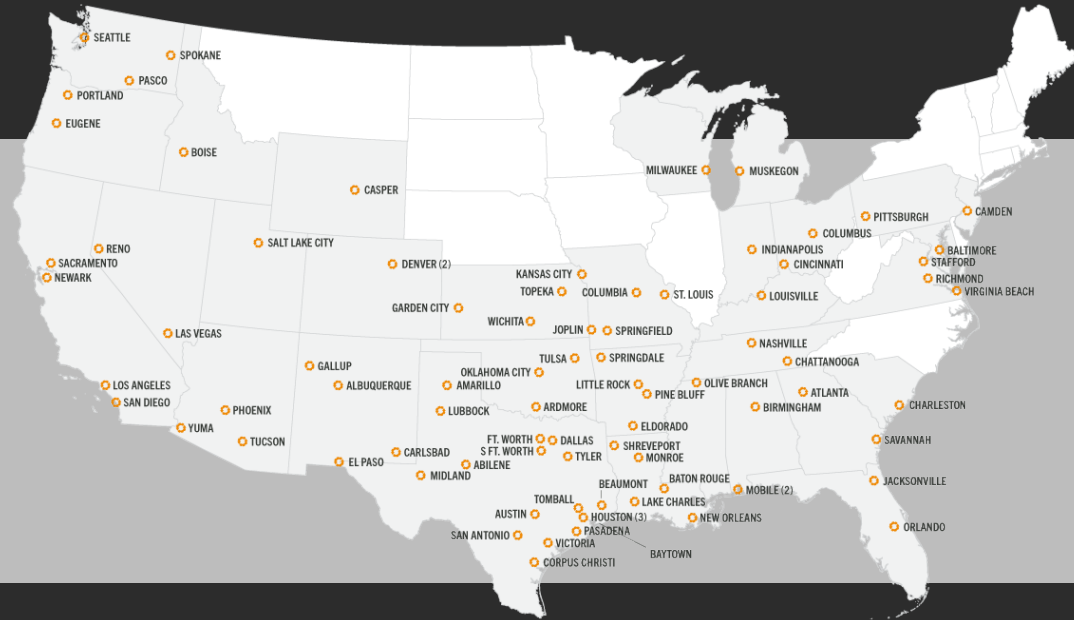 SEATTLE
SPOKANE
PASCO
PORTLAND
EUGENE
BOISE
MILWAUKEE
MUSKEGON
CASPER
CAMDEN
PITTSBURGH
COLUMBUS
RENO
SALT LAKE CITY
INDIANAPOLIS
BALTIMORE
SACRAMENTO
DENVER (2)
CINCINNATI
STAFFORD
NEWARK
KANSAS CITY
RICHMOND
TOPEKA
COLUMBIA
ST. LOUIS
LOUISVILLE
VIRGINIA BEACH
GARDEN CITY
WICHITA
LAS VEGAS
JOPLIN
SPRINGFIELD
NASHVILLE
TULSA
SPRINGDALE
CHATTANOOGA
GALLUP
OKLAHOMA CITY
LOS ANGELES
ALBUQUERQUE
AMARILLO
LITTLE ROCK
OLIVE BRANCH
PINE BLUFF
ATLANTA
SAN DIEGO
PHOENIX
LUBBOCK
ARDMORE
BIRMINGHAM
CHARLESTON
YUMA
ELDORADO
TUCSON
FT. WORTH
DALLAS
SAVANNAH
SHREVEPORT
CARLSBAD
S FT. WORTH
TYLER
MONROE
EL PASO
ABILENE
MIDLAND
BATON ROUGE
JACKSONVILLE
BEAUMONT
MOBILE (2)
TOMBALL
LAKE CHARLES
AUSTIN
HOUSTON (3)
NEW ORLEANS
ORLANDO
PASADENA
SAN ANTONIO
VICTORIA
BAYTOWN
CORPUS CHRISTI